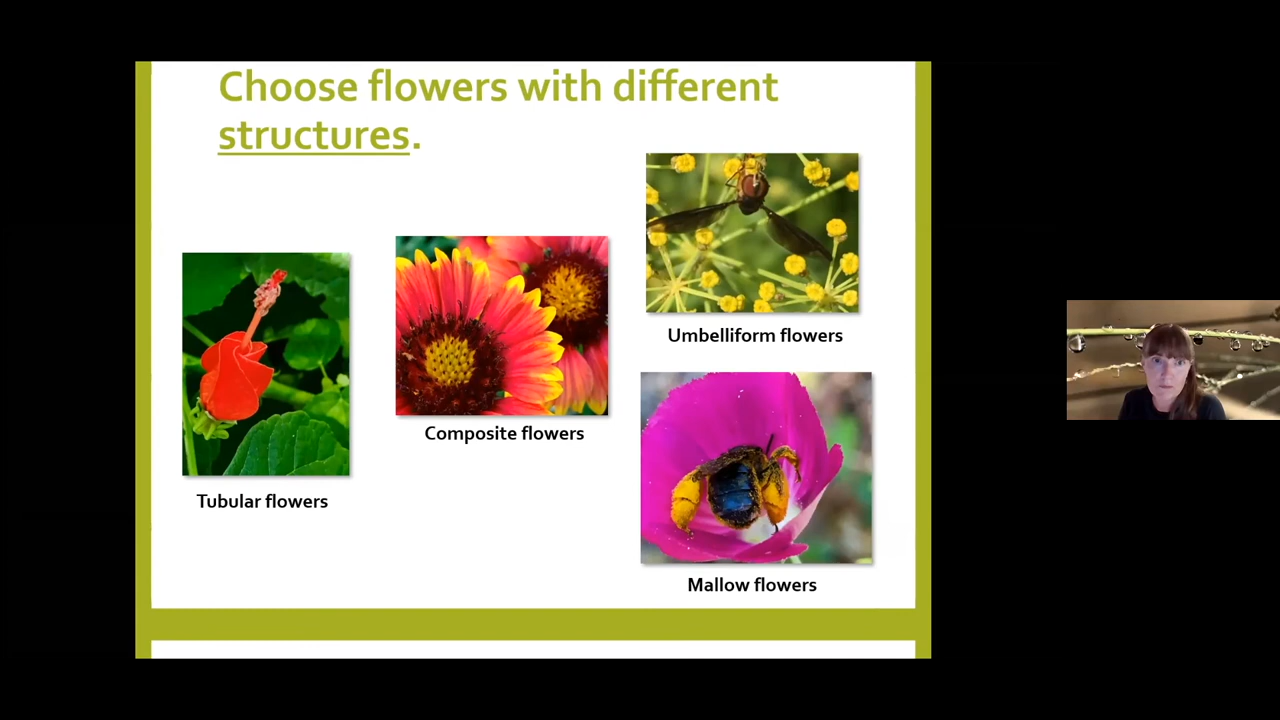 Choose flowers with different
structures.
Umbelliform flowers
Composite flowers
Tubular flowers
Mallow flowers